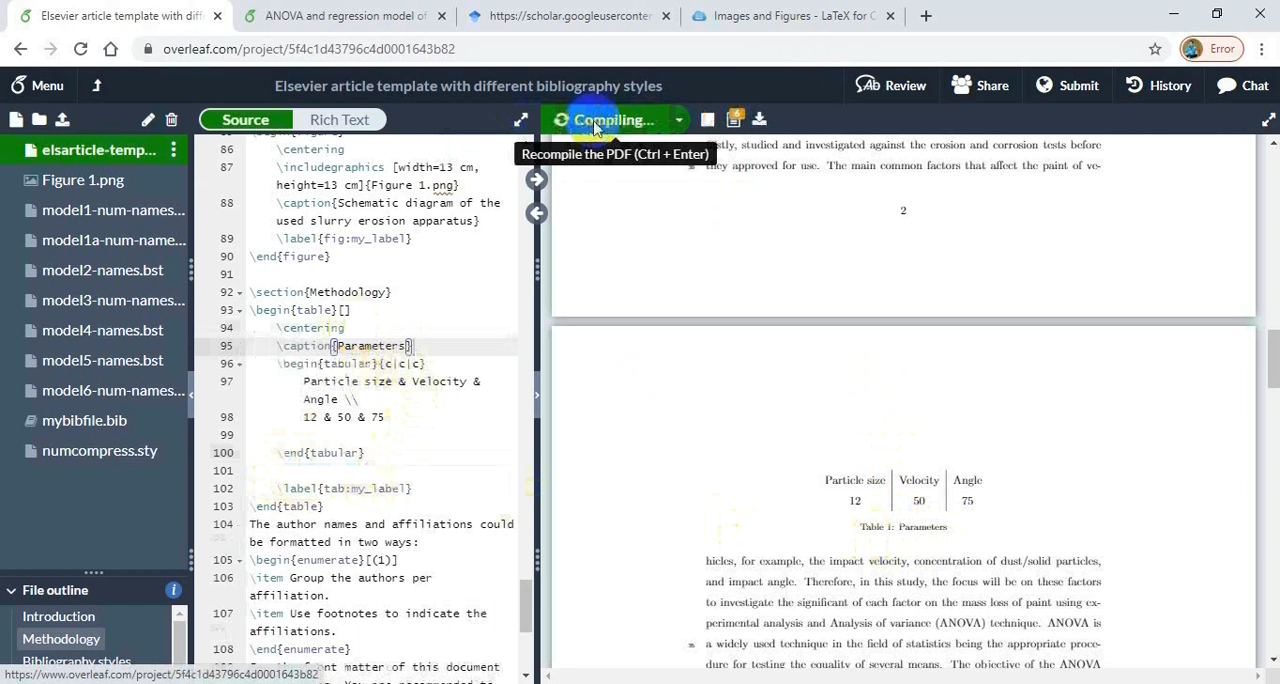 Elsevier article template with diff
ANOVA and regression model of
https://scholar.googleuserconter
Images and Figures - LaTeX for C
overleaf.com/project/5f4c1d43796c4d0001643b82
Error
Menu
Elsevier article template with different bibliography styles
Review
Share
Submit
History
Chat
Source
Rich Text
Compiling...
6
Recompile the PDF (Ctrl + Enter)
elsarticle-temp...
Figure 1.png
model1-num-names...
model1a-num-name...
model2-names.bst
model3-num-names...
model4-names.bst
model5-names.bst
model6-num-names...
mybibfile.bib
numcompress.sty
File outline
Introduction
Methodology
Bibliography styles
86 \centering
87 \includegraphics [width=13 cm,
height=13 cm]{Figure 1.png}
88 \caption{Schematic diagram of the
used slurry erosion apparatus}
89 \label{fig:my_label}
90 \end{figure}
91
92 \section{Methodology}
93 \begin{table}[]
94 \centering
95 \caption{Parameters}
96 \begin{tabular}{c|c|c}
97 Particle size & Velocity &
Angle \\
98 12 & 50 & 75
99
100 \end{tabular}
101
102 \label{tab:my_label}
103 \end{table}
104 The author names and affiliations could
be formatted in two ways:
105 \begin{enumerate}[(1)]
106 \item Group the authors per
affiliation.
107 \item Use footnotes to indicate the
affiliations.
108 \end{enumerate}
https://www.overleaf.com/project/5f4c1d43796c4d0001643b82
stly, studied and investigated against the erosion and corrosion tests before
they approved for use. The main common factors that affect the paint of ve-
2
Particle size Velocity Angle
12 50 75
Table 1: Parameters
hicles, for example, the impact velocity, concentration of dust/solid particles,
and impact angle. Therefore, in this study, the focus will be on these factors
to investigate the significant of each factor on the mass loss of paint using ex-
perimental analysis and Analysis of variance (ANOVA) technique. ANOVA is
a widely used technique in the field of statistics being the appropriate proce-
dure for testing the equality of several means. The objective of the ANOVA